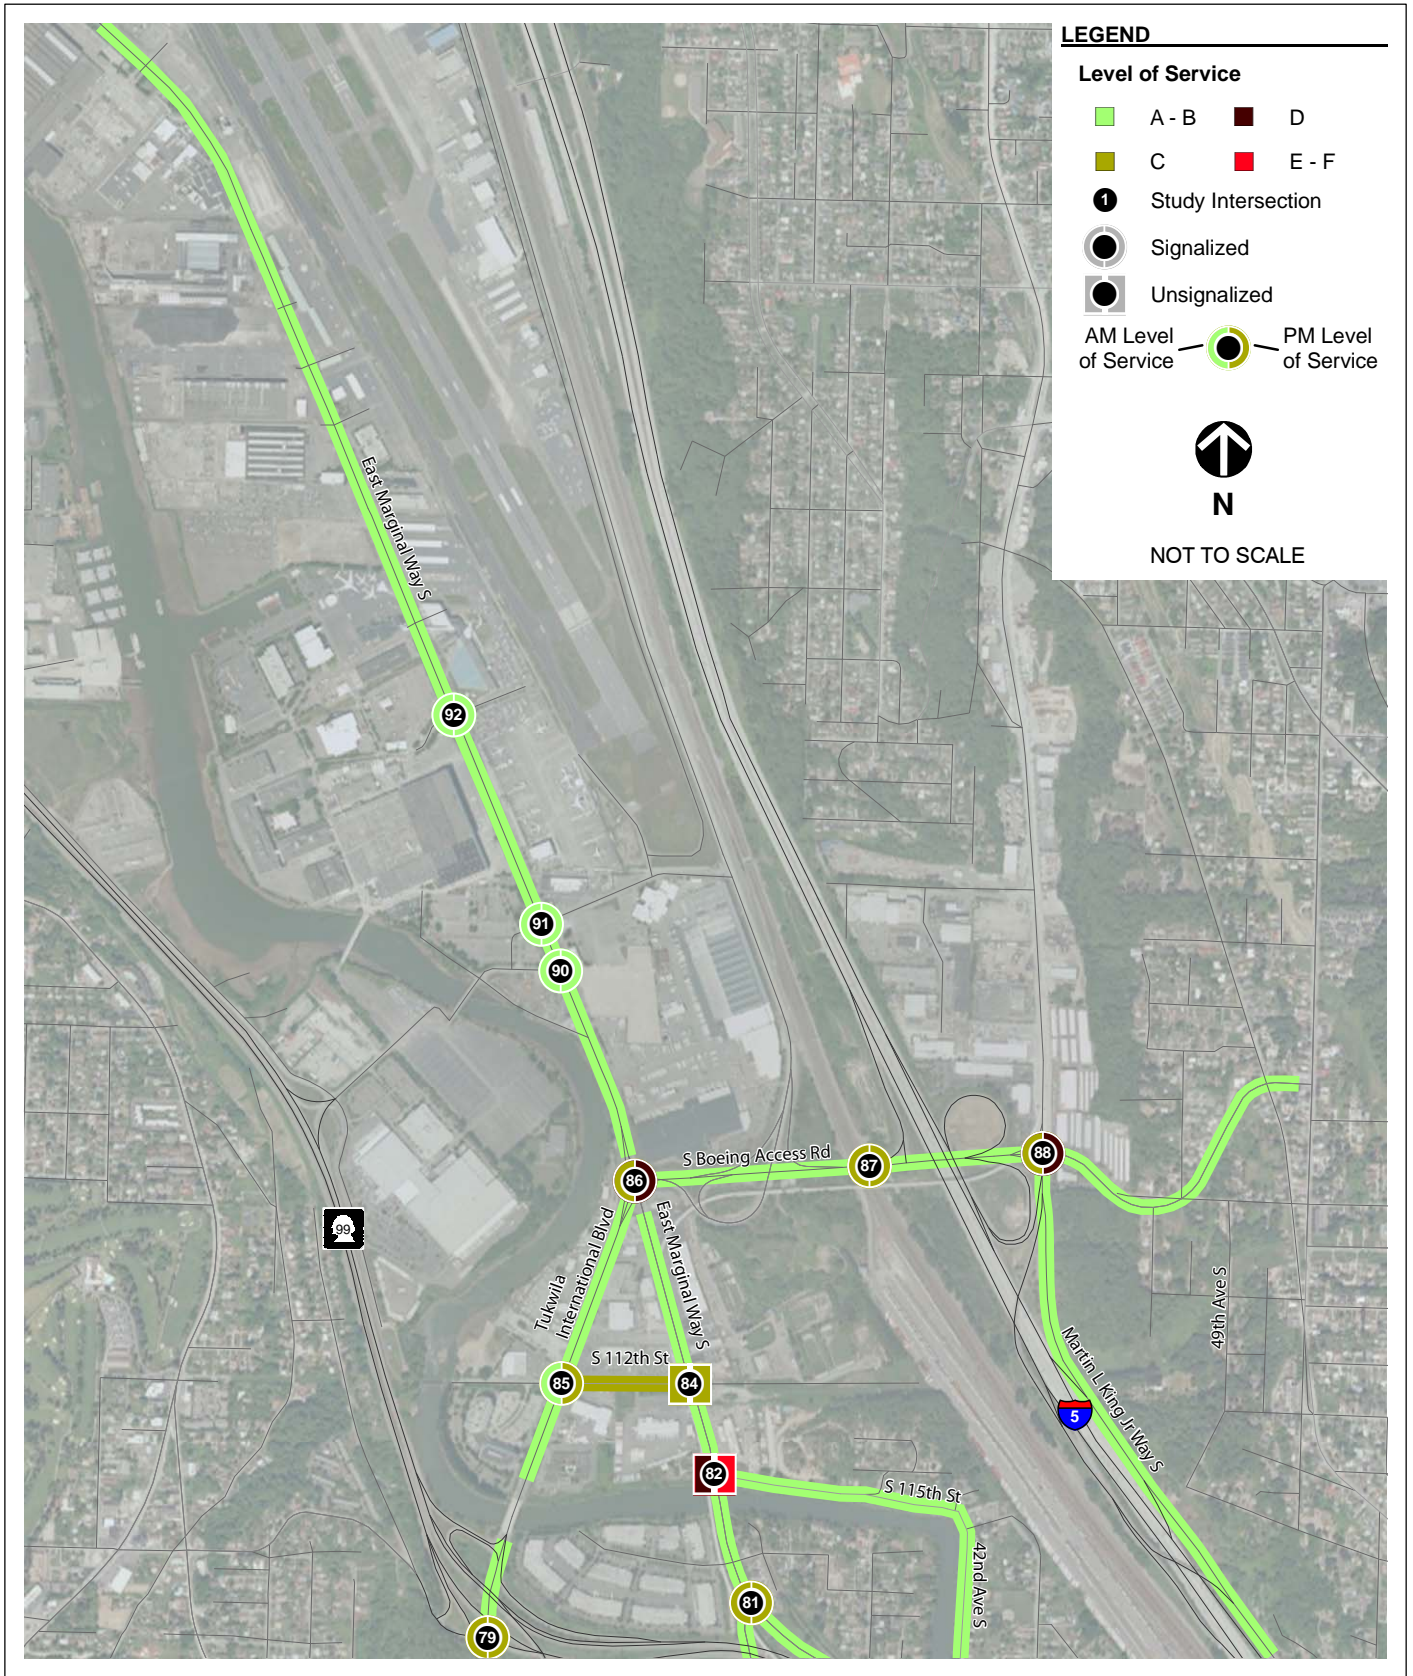 LEGEND
Level of Service
A - B
D
C
E - F
1
Study Intersection
Signalized
Unsignalized
AM Level
of Service
PM Level
of Service
N
NOT TO SCALE
East Marginal Way S
92
91
90
S Boeing Access Rd
86
87
88
99
Tukwila
International Blvd
East Marginal Way S
49th Ave S
S 112th St
85
84
Martin L King Jr Way S
5
82
S 115th St
42nd Ave S
81
79